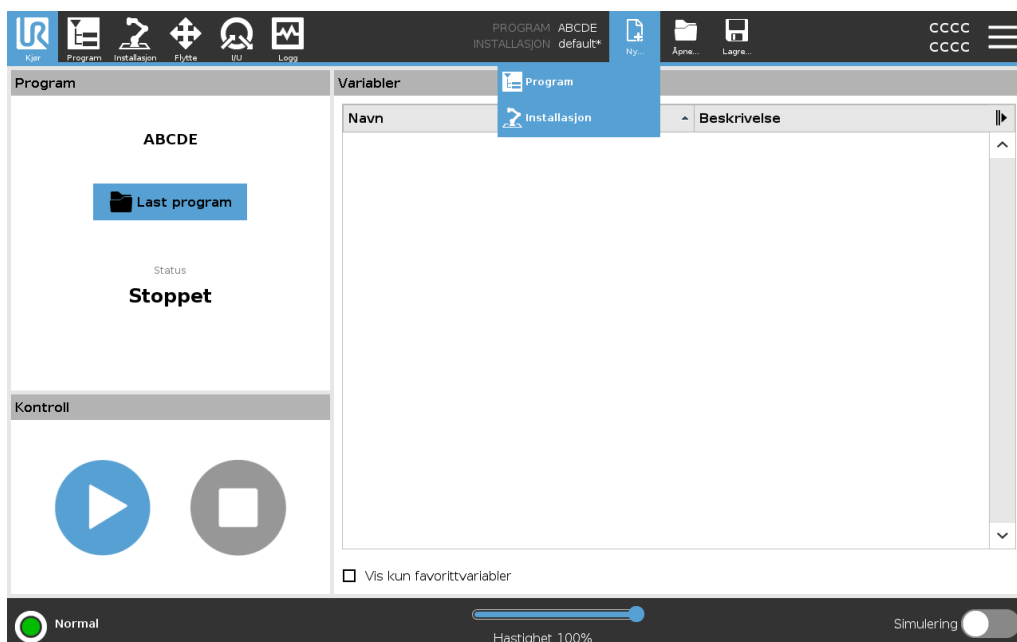 UR
Kjør
Program
Installasjon
Flytte
I/U
Logg
PROGRAM ABCDE
INSTALLASJON default*
Ny...
Åpne...
Lagre...
CCCC
CCCC
Program
Installasjon
Program
ABCDE
Last program
Status
Stoppet
Kontroll
Variabler
Navn
Beskrivelse
Vis kun favorittvariabler
Normal
Hastighet 100%
Simulering